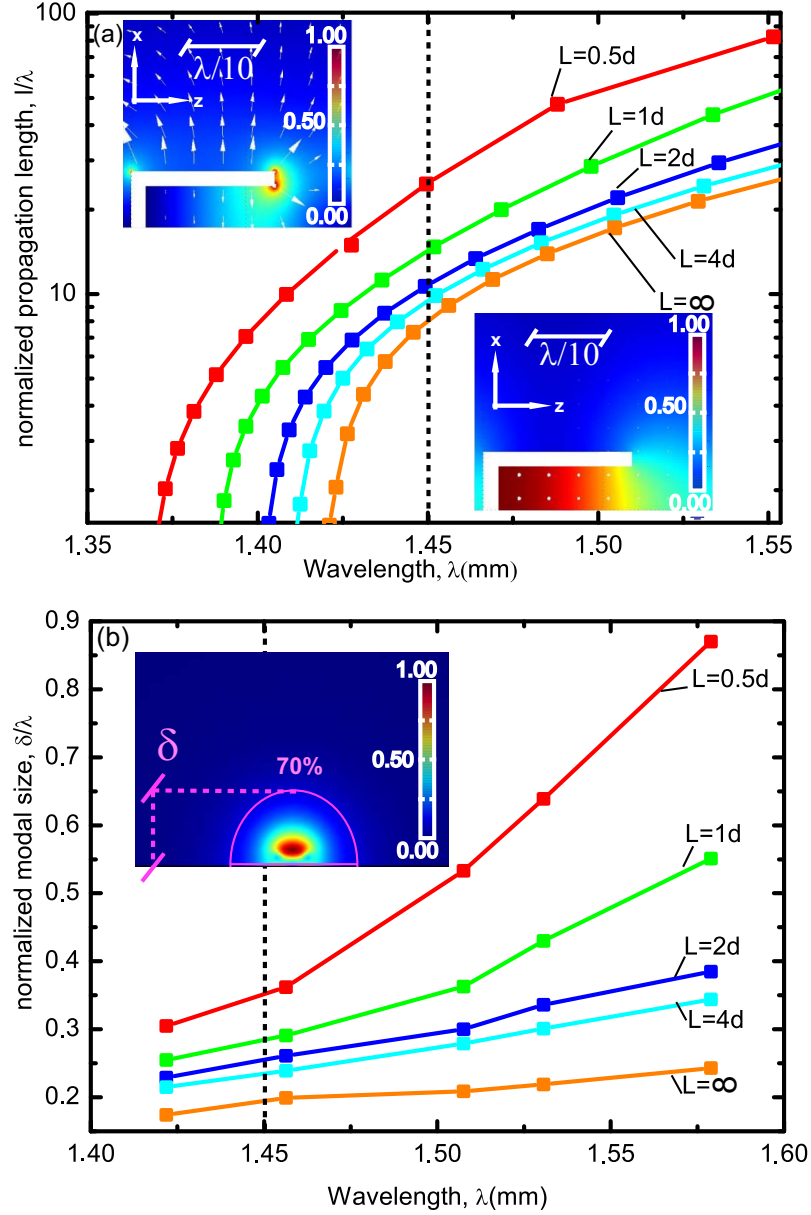 100
(a)
x
λ/10
z
1.00
0.50
0.00
L=0.5d
L=1d
L=2d
L=4d
L=∞
10
normalized propagation length, l/λ
x
λ/10
z
1.00
0.50
0.00
1.35
1.40
1.45
1.50
1.55
Wavelength, λ(mm)
0.9
(b)
0.8
0.7
0.6
0.5
0.4
0.3
0.2
normalized modal size, δ/λ
δ
70%
1.00
0.50
0.00
L=0.5d
L=1d
L=2d
L=4d
L=∞
1.40
1.45
1.50
1.55
1.60
Wavelength, λ(mm)